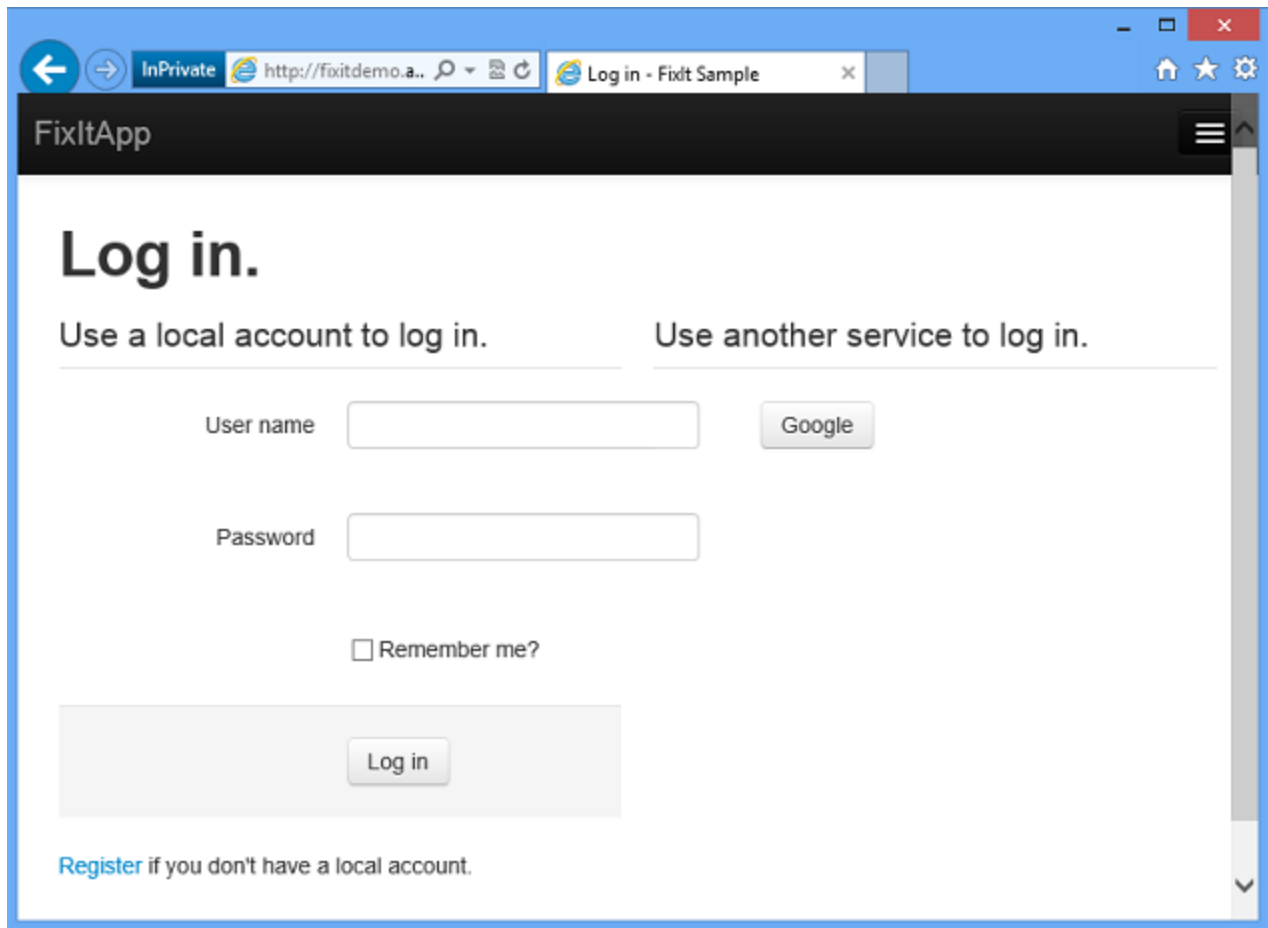 InPrivate http://fixitdemo.a.. Log in - FixIt Sample
FixItApp
Log in.
Use a local account to log in.
Use another service to log in.
User name
Google
Password
Remember me?
Log in
Register if you don't have a local account.